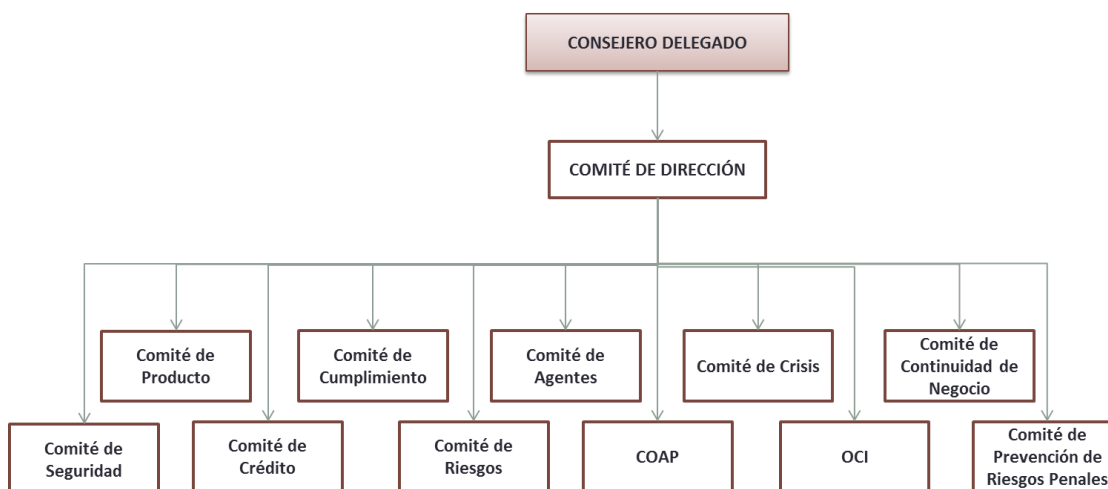 CONSEJERO DELEGADO
COMITÉ DE DIRECCIÓN
Comité de
Producto
Comité de
Cumplimiento
Comité de
Agentes
Comité de Crisis
Comité de
Continuidad de
Negocio
Comité de
Seguridad
Comité de
Crédito
Comité de
Riesgos
COAP
OCI
Comité de
Prevención de
Riesgos Penales